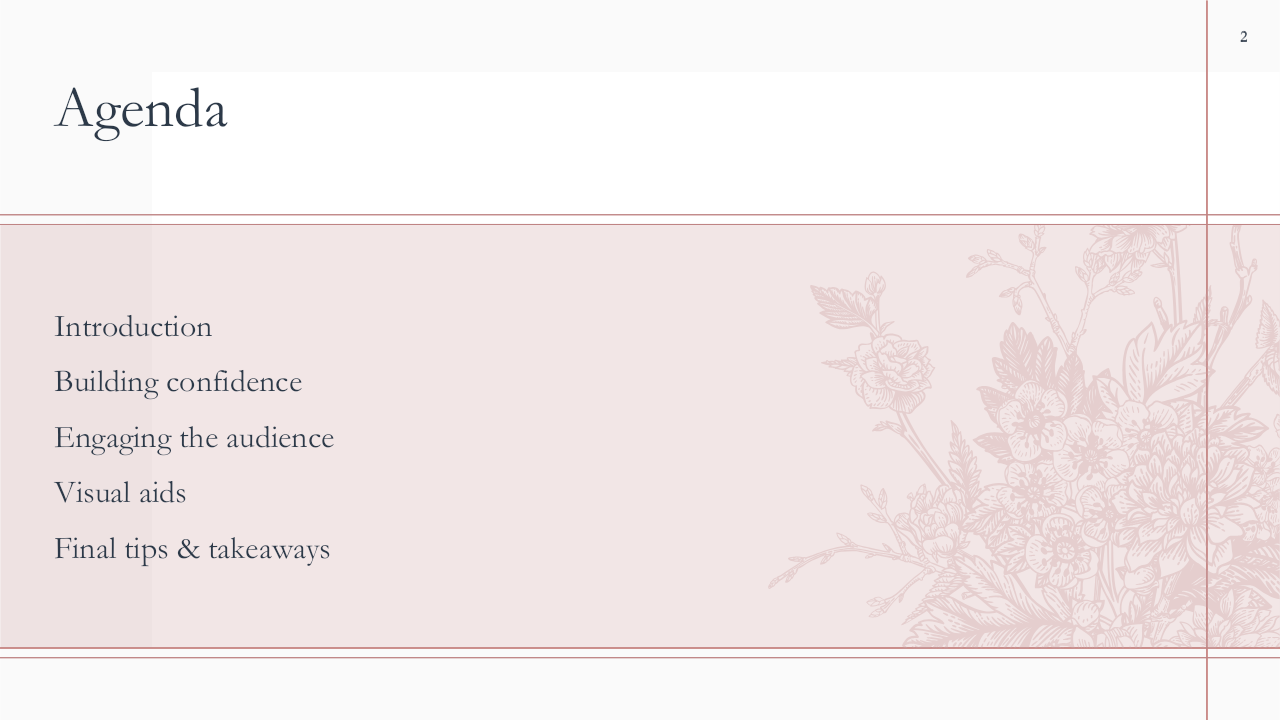 2
Agenda
Introduction
Building confidence
Engaging the audience
Visual aids
Final tips & takeaways